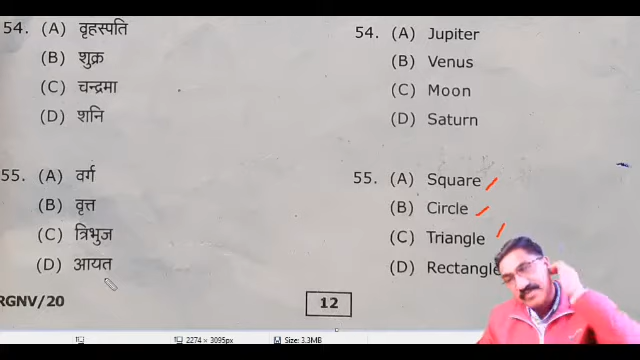 54. (A) वृहस्पति
(B) शुक्र
(C) चन्द्रमा
(D) शनि
55. (A) वर्ग
(B) वृत्त
(C) त्रिभुज
(D) आयत
RGNV/20
54. (A) Jupiter
(B) Venus
(C) Moon
(D) Saturn
55. (A) Square
(B) Circle
(C) Triangle
(D) Rectangle
12
2274 × 3095px
Size: 3.3MB